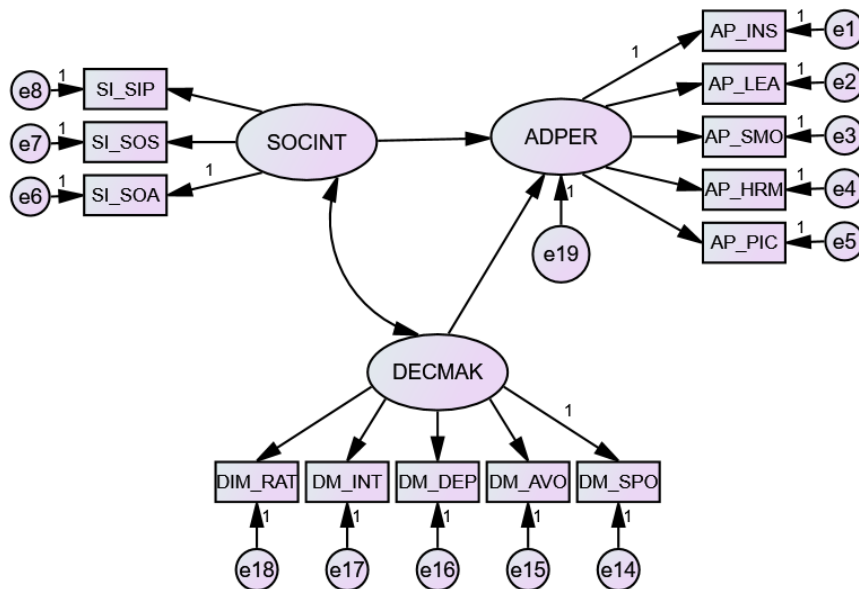 AP_INS
1
e1
1
AP_LEA
1
e2
AP_SMO
1
e3
AP_HRM
1
e4
AP_PIC
1
e5
e8
1
SI_SIP
e7
1
SI_SOS
e6
1
SI_SOA
1
SOCINT
ADPER
1
e19
DECMAK
1
DIM_RAT
DM_INT
DM_DEP
DM_AVO
DM_SPO
1
1
1
1
1
e18
e17
e16
e15
e14